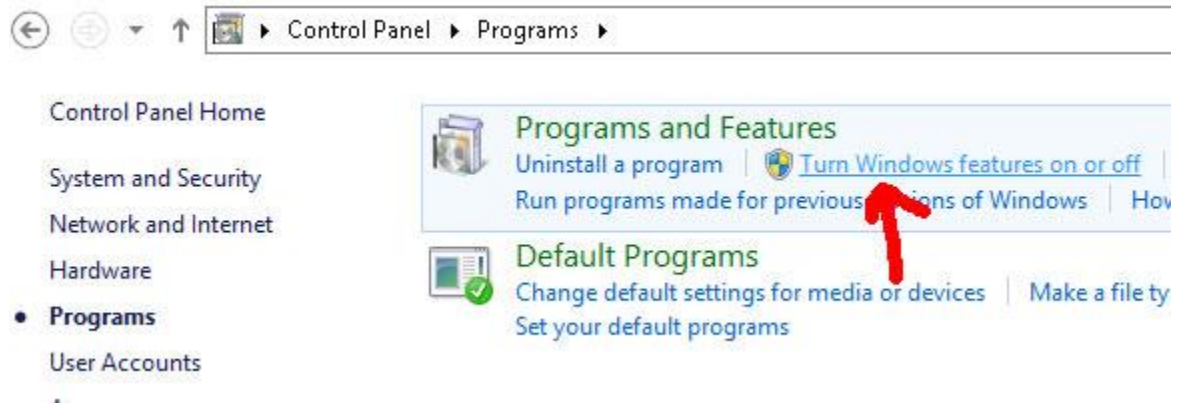 Control Panel Programs
Control Panel Home
System and Security
Network and Internet
Hardware
Programs
User Accounts
Programs and Features
Uninstall a program Turn Windows features on or off
Run programs made for previous of Windows
Default Programs
Change default settings for media or devices Make a file
Set your default programs